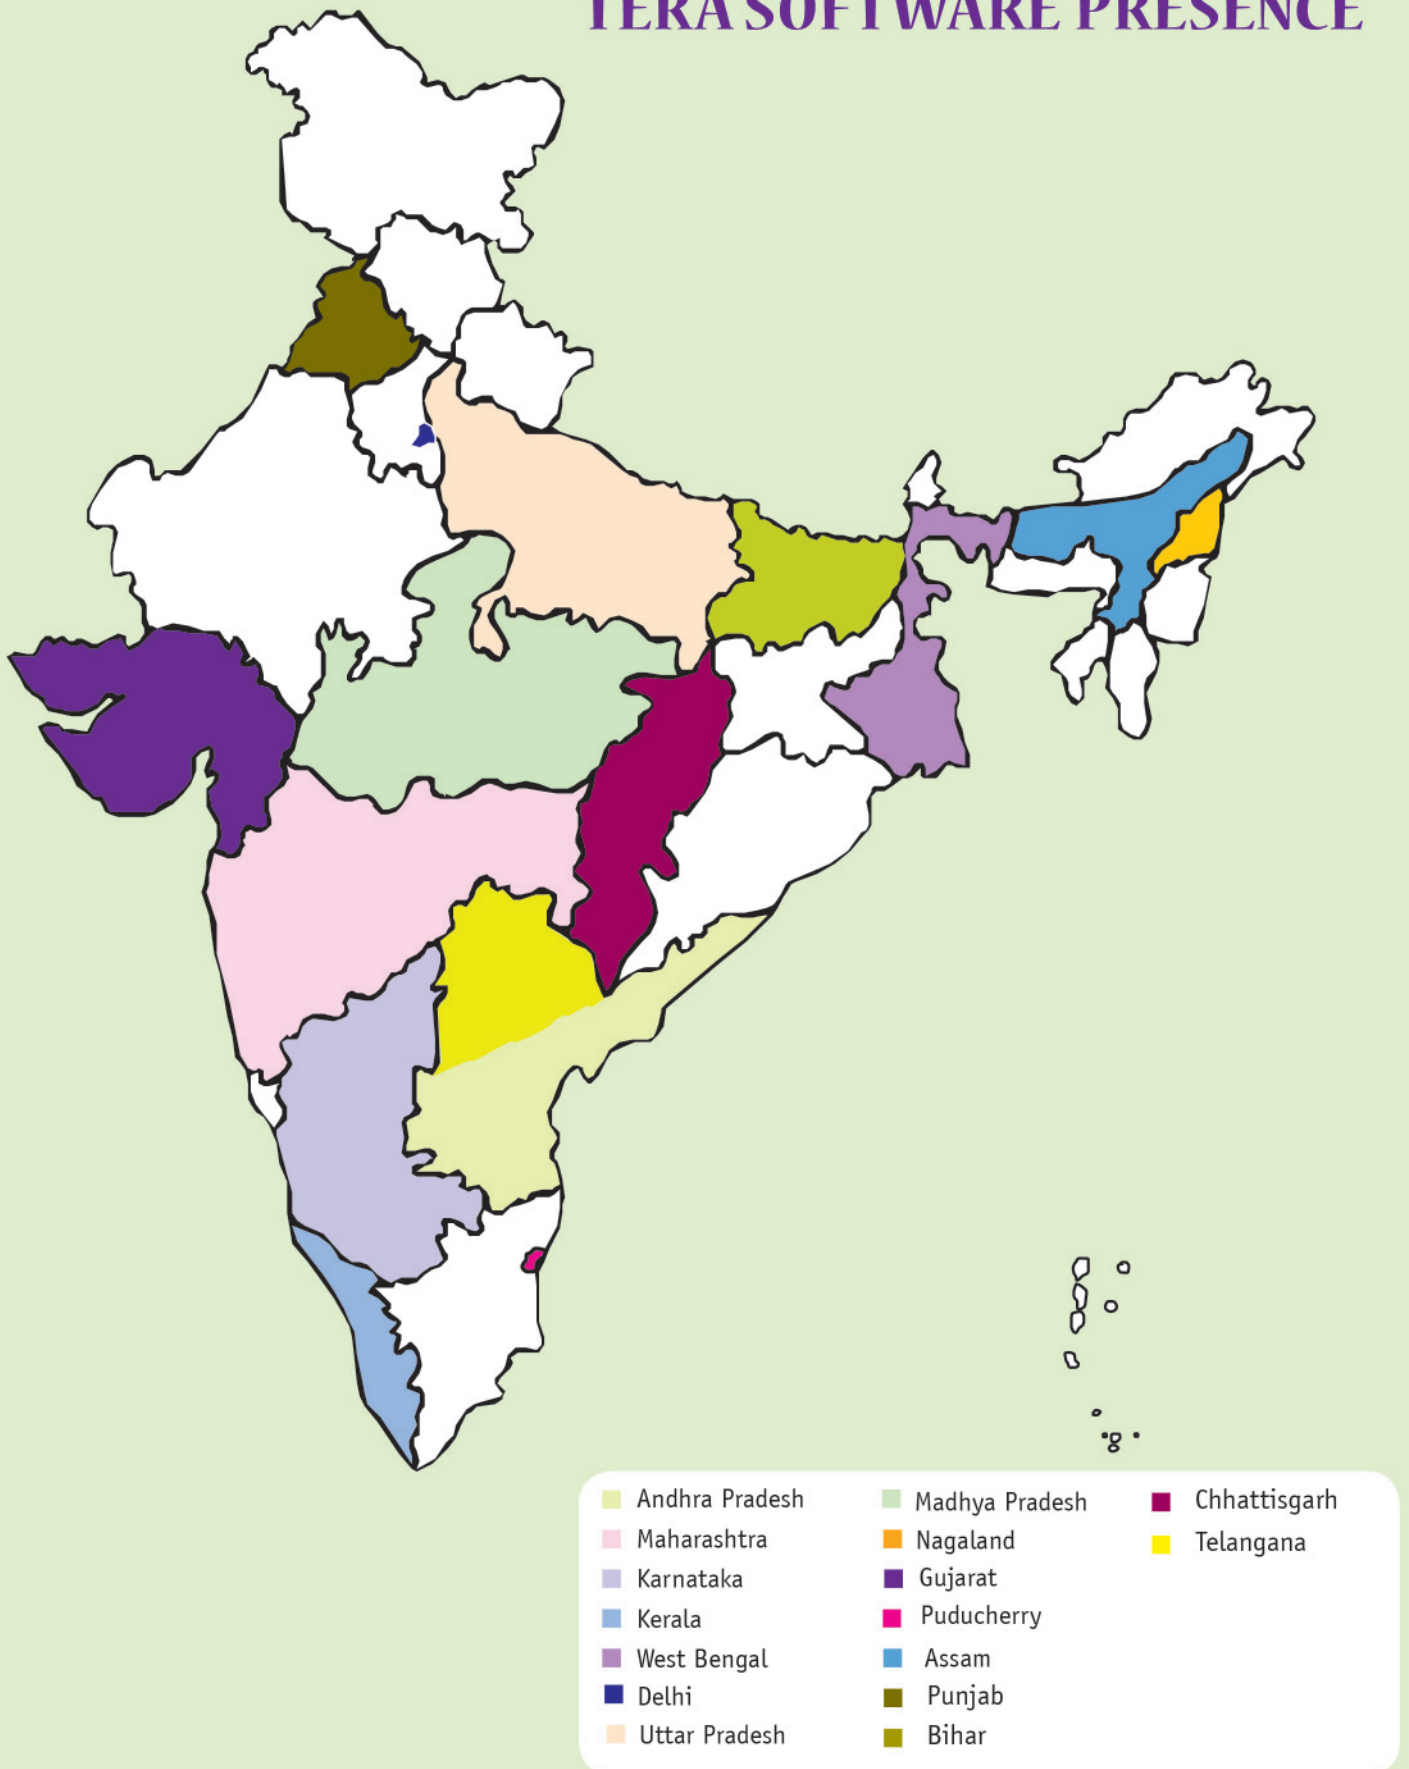 TERA SOFTWARE PRESENCE
Andhra Pradesh
Maharashtra
Karnataka
Kerala
West Bengal
Delhi
Uttar Pradesh
Madhya Pradesh
Nagaland
Gujarat
Puducherry
Assam
Punjab
Bihar
Chhattisgarh
Telangana